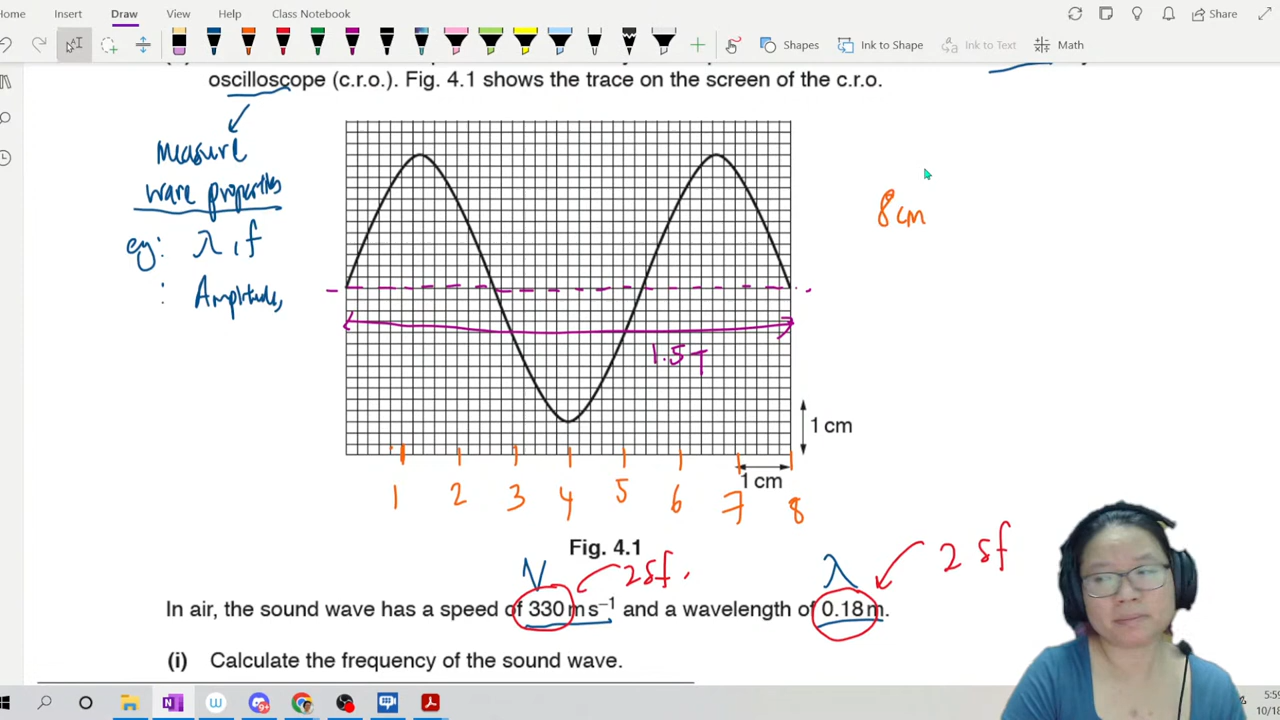 Home
Insert
Draw
View
Help
Class Notebook
Share
Shapes
Ink to Shape
Ink to Text
Math
oscilloscope (c.r.o.). Fig. 4.1 shows the trace on the screen of the c.r.o.
measure
wave properties
eg: λ, f
: Amplitude,
8cm
1.5T
1 cm
1 cm
1 2 3 4 5 6 7 8
Fig. 4.1
V
2sf.
λ
2 sf
In air, the sound wave has a speed of 330 m s⁻¹ and a wavelength of 0.18 m.
(i) Calculate the frequency of the sound wave.
5:59
10/18